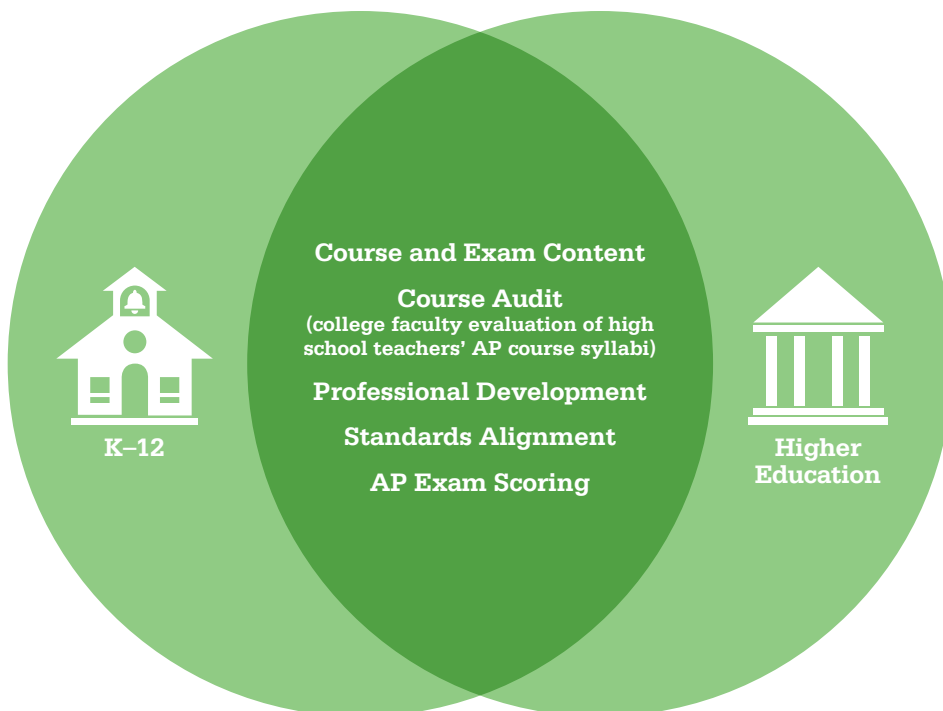 Course and Exam Content
Course Audit
(college faculty evaluation of high
school teachers’ AP course syllabi)
Professional Development
Standards Alignment
AP Exam Scoring
K–12
Higher
Education